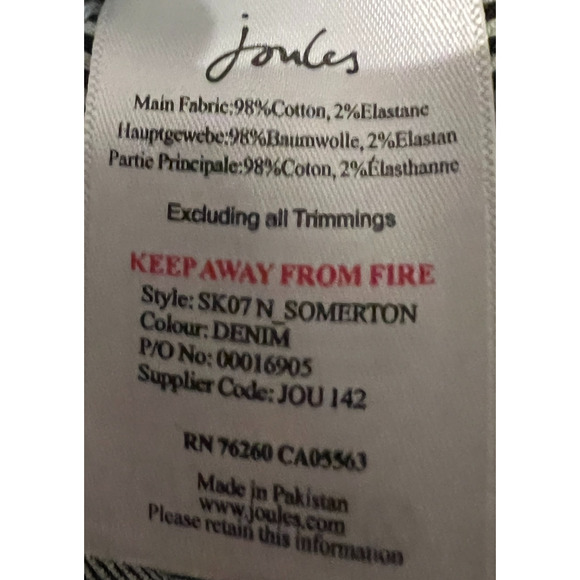 Joules
Main Fabric:98%Cotton, 2%Elastane
Hauptgewebe:98%Baumwolle, 2%Elastan
Partie Principale:98%Coton, 2%Élasthanne
Excluding all Trimmings
KEEP AWAY FROM FIRE
Style: SK07 N_SOMERTON
Colour: DENIM
P/O No: 00016905
Supplier Code: JOU 142
RN 76260 CA05563
Made in Pakistan
www.joules.com
Please retain this information